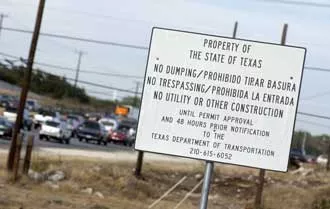 PROPERTY OF
THE STATE OF TEXAS
NO DUMPING/PROHIBIDO TIRAR BASURA
NO TRESPASSING/PROHIBIDA LA ENTRADA
NO UTILITY OR OTHER CONSTRUCTION
UNTIL PERMIT APPROVAL
AND 48 HOURS PRIOR NOTIFICATION
TO THE
TEXAS DEPARTMENT OF TRANSPORTATION
210-615-6052